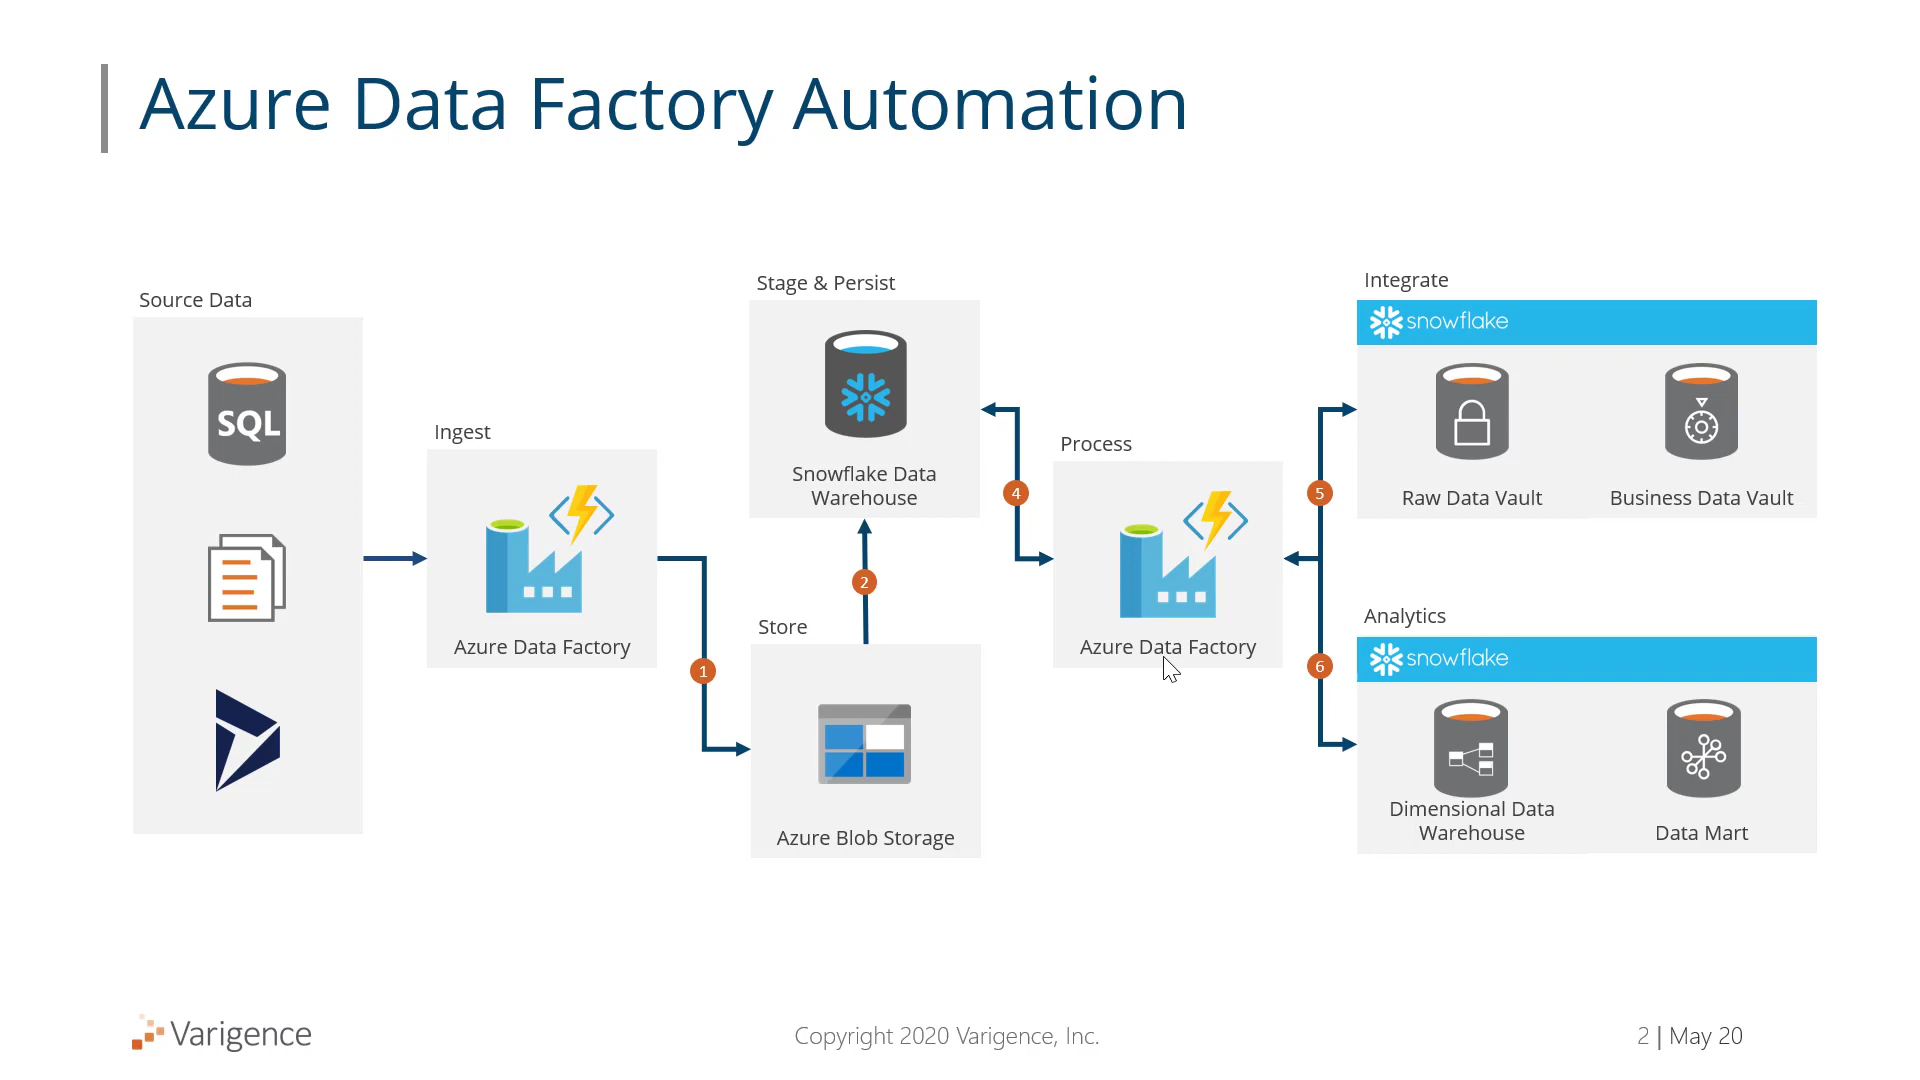 Azure Data Factory Automation
Source Data
SQL
Ingest
Azure Data Factory
1
Stage & Persist
Snowflake Data
Warehouse
2
Store
Azure Blob Storage
4
Process
Azure Data Factory
5
6
Integrate
snowflake
Raw Data Vault
Business Data Vault
Analytics
snowflake
Dimensional Data
Warehouse
Data Mart
Varigence
Copyright 2020 Varigence, Inc.
2 | May 20